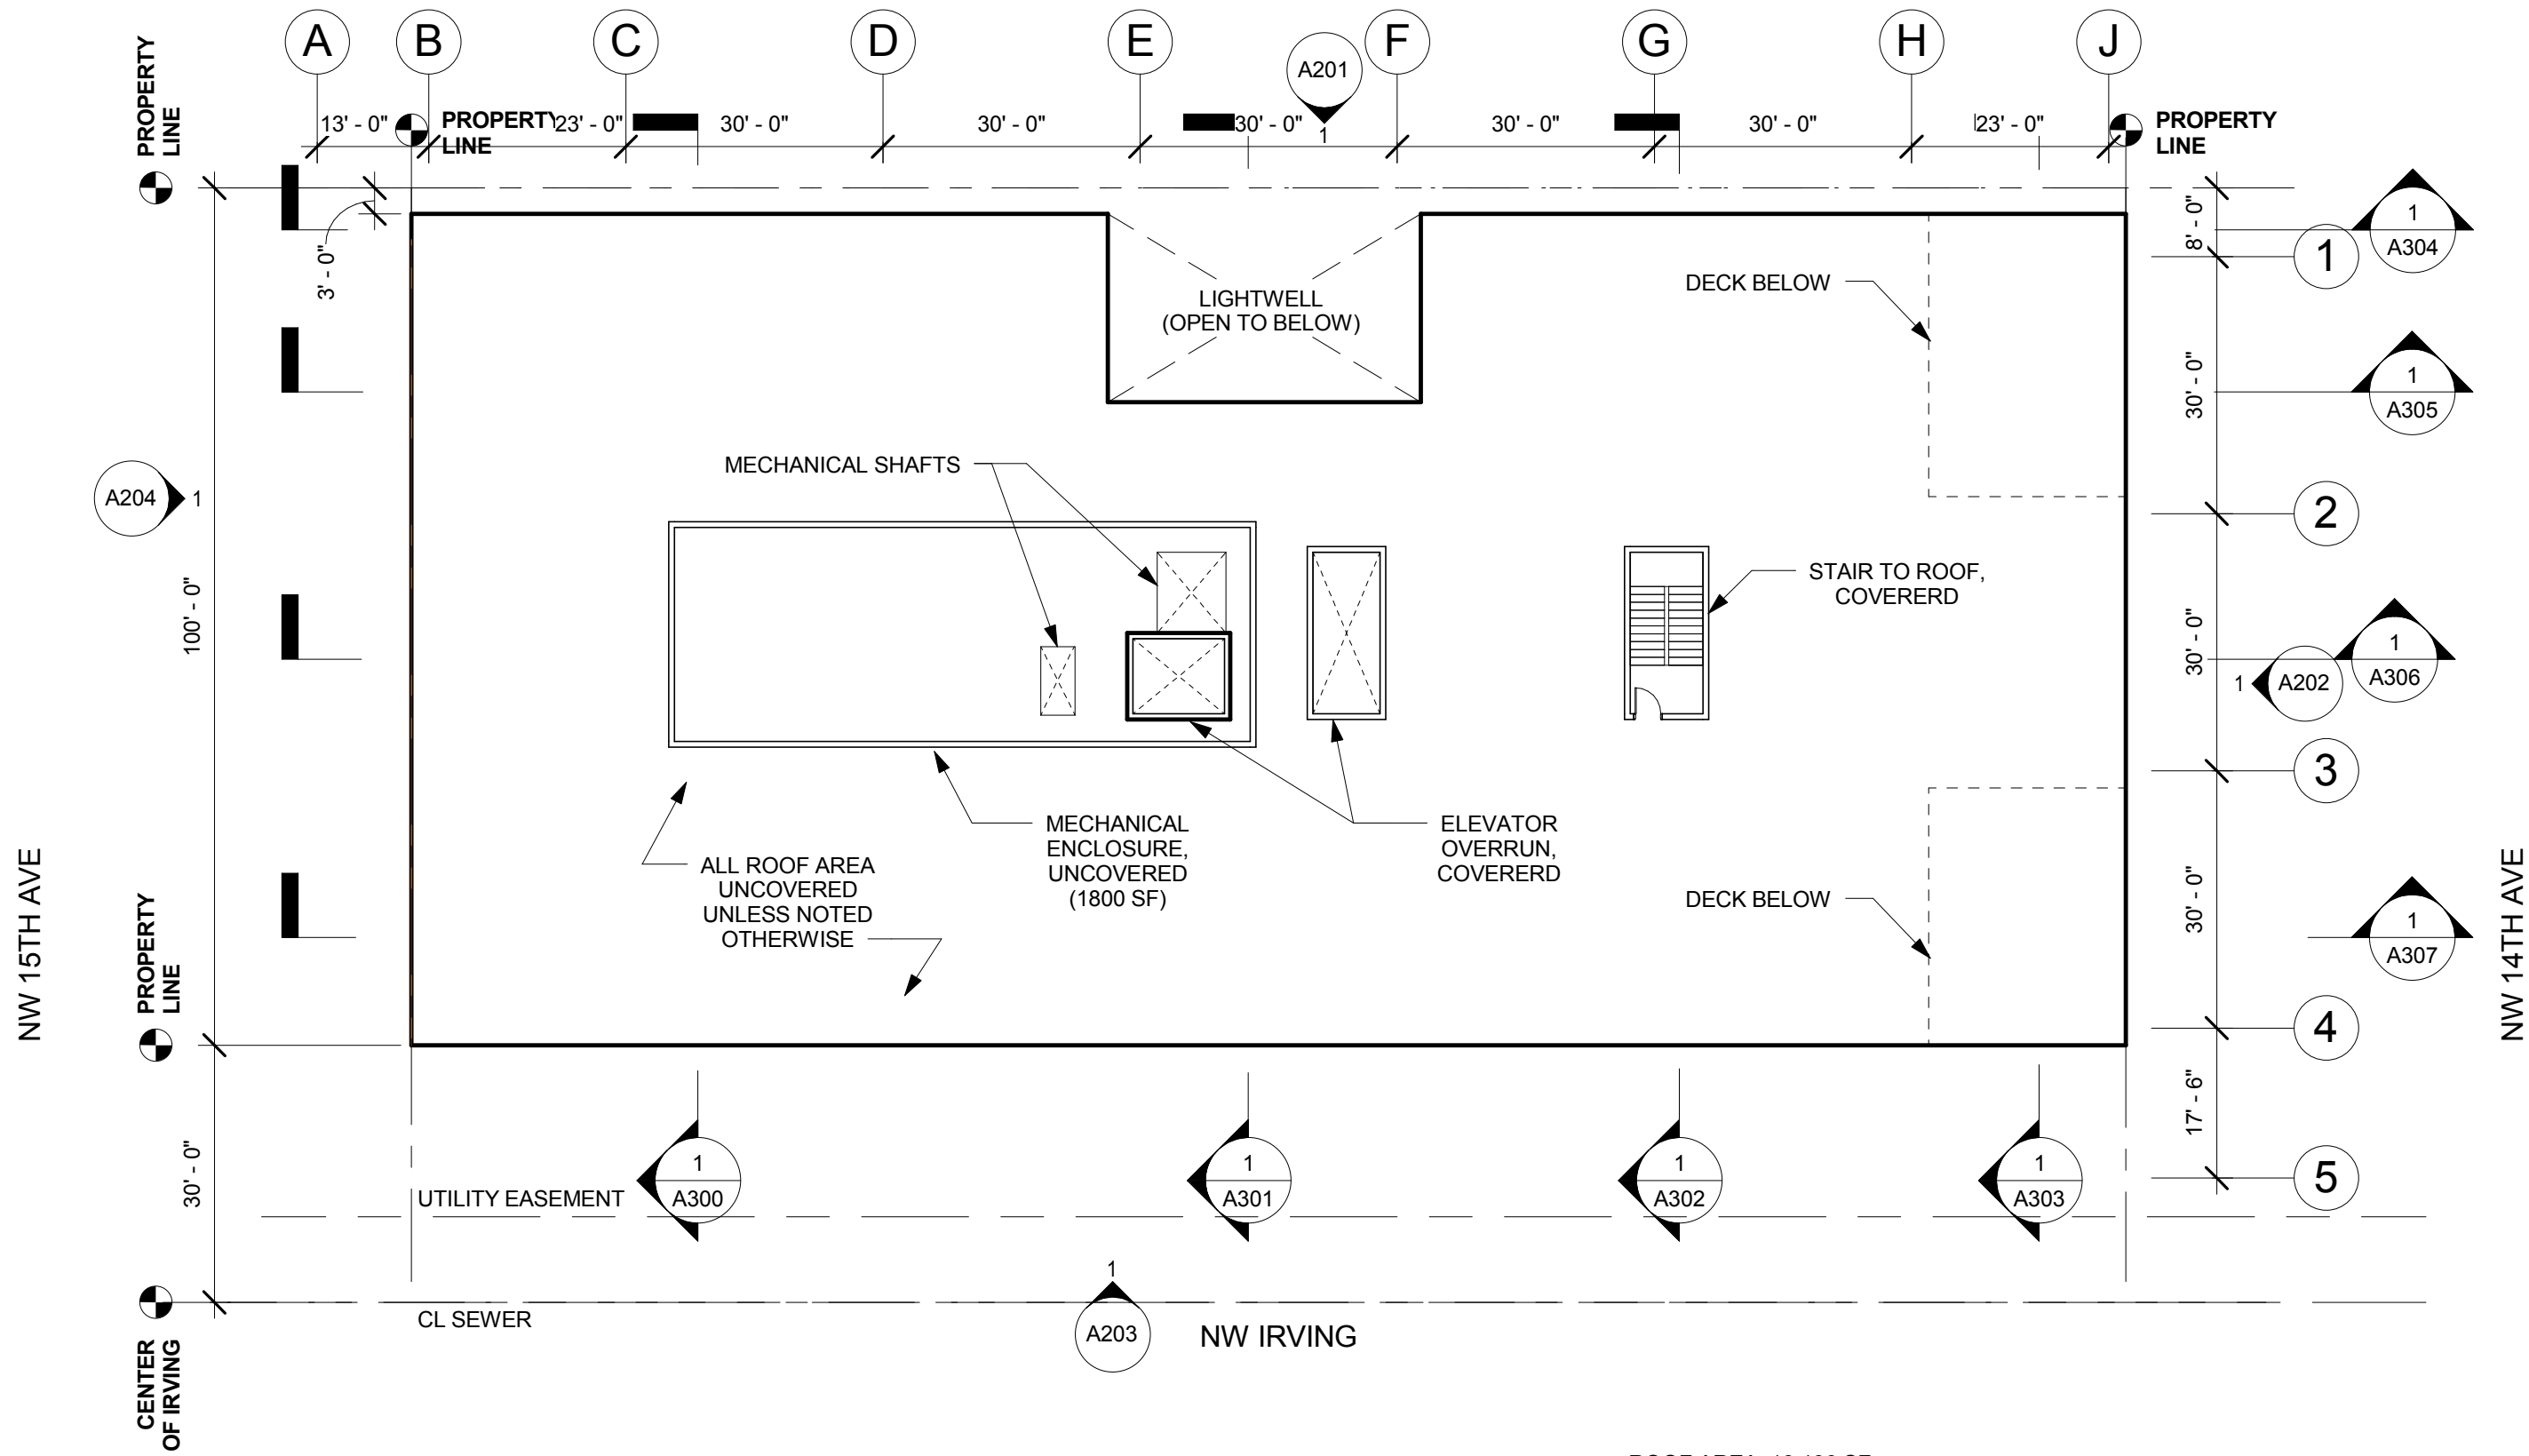 A B C D E F G H J
A201
1
PROPERTY
LINE
13' - 0"
PROPERTY
LINE
23' - 0"
30' - 0"
30' - 0"
30' - 0"
30' - 0"
30' - 0"
23' - 0"
PROPERTY
LINE
3' - 0"
8' - 0"
1
A304
1
LIGHTWELL
(OPEN TO BELOW)
DECK BELOW
30' - 0"
1
A305
MECHANICAL SHAFTS
A204
1
2
100' - 0"
STAIR TO ROOF,
COVERERD
30' - 0"
1
A306
1
A202
3
MECHANICAL
ENCLOSURE,
UNCOVERED
(1800 SF)
ELEVATOR
OVERRUN,
COVERERD
ALL ROOF AREA
UNCOVERED
UNLESS NOTED
OTHERWISE
DECK BELOW
30' - 0"
1
A307
NW 15TH AVE
NW 14TH AVE
PROPERTY
LINE
4
17' - 6"
30' - 0"
1
A300
1
A301
1
A302
1
A303
5
UTILITY EASEMENT
1
A203
CL SEWER
NW IRVING
CENTER
OF IRVING